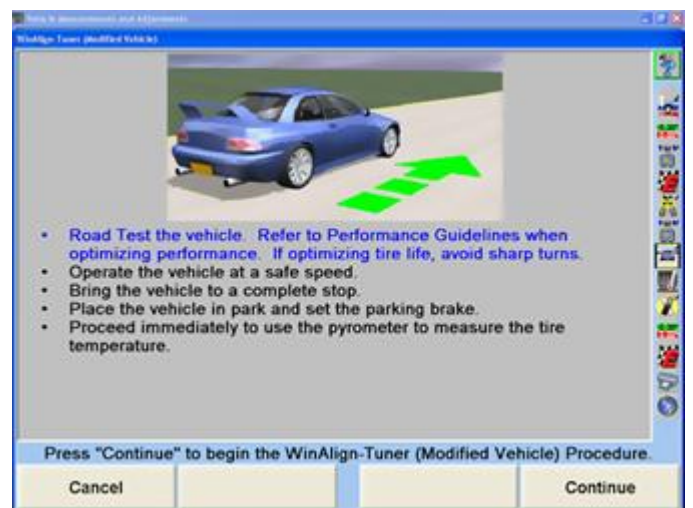 WinAlign-Tuner (Modified Vehicle)
• Road Test the vehicle. Refer to Performance Guidelines when
optimizing performance. If optimizing tire life, avoid sharp turns.
• Operate the vehicle at a safe speed.
• Bring the vehicle to a complete stop.
• Place the vehicle in park and set the parking brake.
• Proceed immediately to use the pyrometer to measure the tire
temperature.
Press "Continue" to begin the WinAlign-Tuner (Modified Vehicle) Procedure.
Cancel
Continue